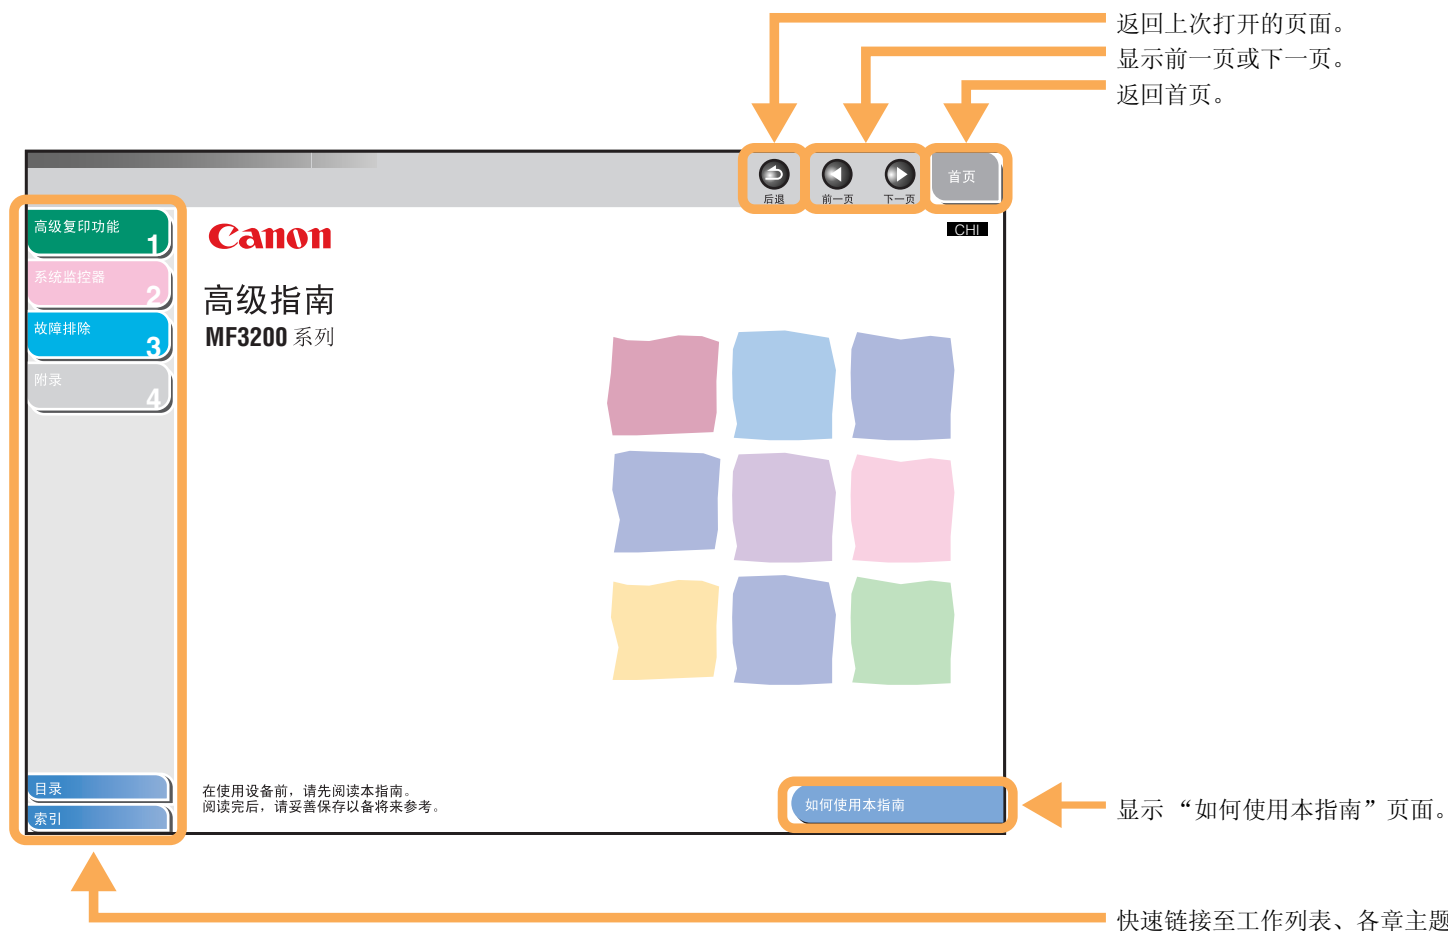 返回上次打开的页面。
显示前一页或下一页。
返回首页。
后退
前一页
下一页
首页
高级复印功能
1
系统监控器
2
故障排除
3
附录
4
Canon
CHI
高级指南
MF3200 系列
在使用设备前，请先阅读本指南。
阅读完后，请妥善保存以备将来参考。
目录
索引
如何使用本指南
显示 “如何使用本指南”页面。
快速链接至工作列表、各章主题